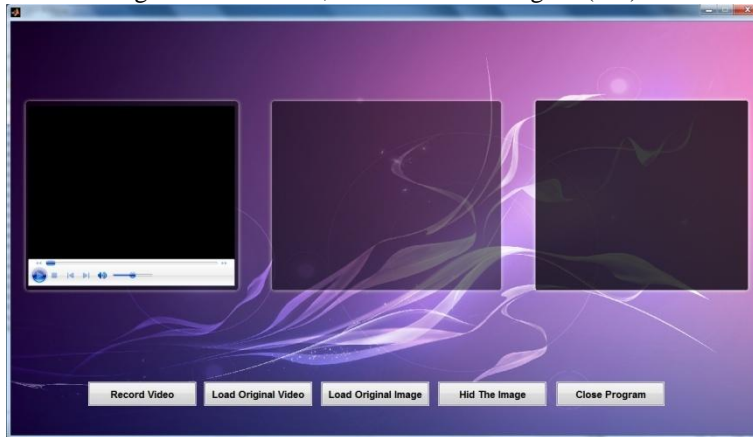 Record Video
Load Original Video
Load Original Image
Hid The Image
Close Program